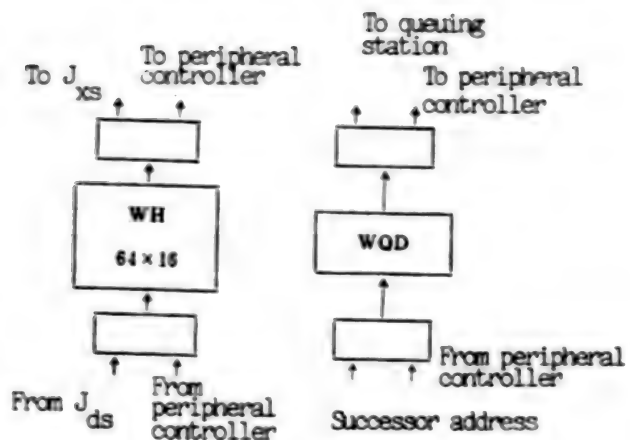 To J xs
To peripheral
controller
WH
64 × 16
From J ds
From
peripheral
controller
To queuing
station
To peripheral
controller
WQD
From peripheral
controller
Successor address